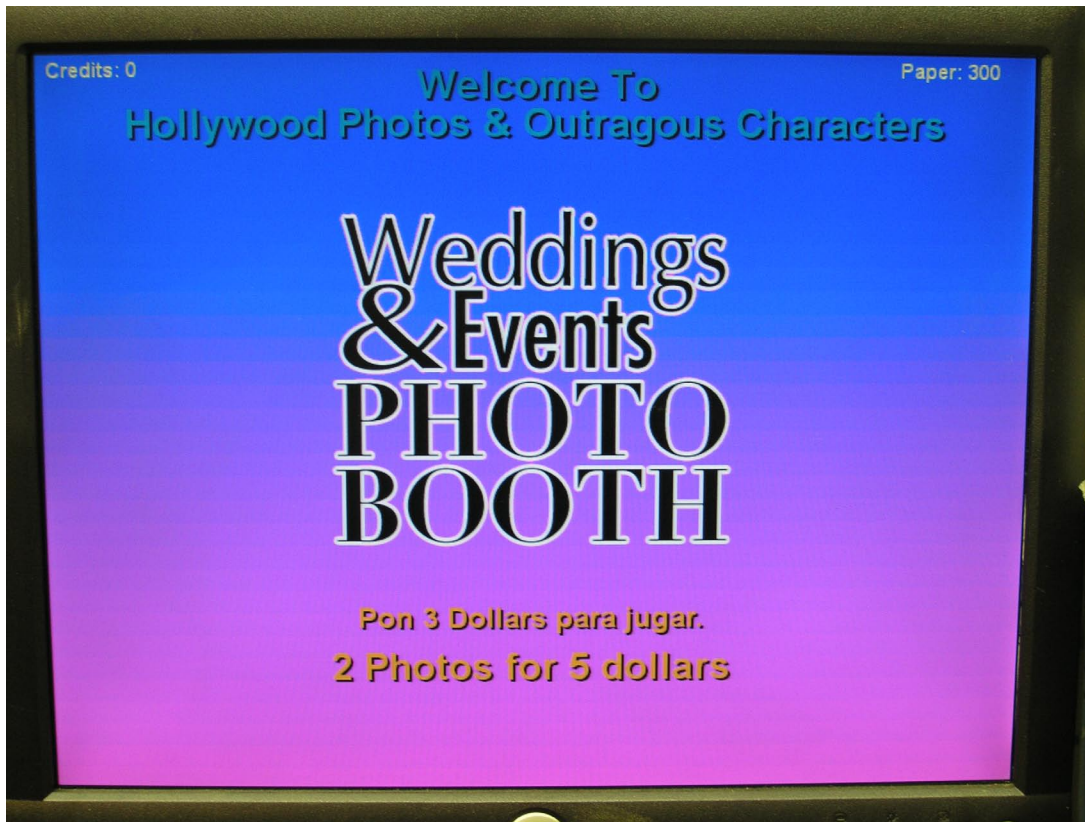 Credits: 0
Paper: 300
Welcome To
Hollywood Photos & Outragous Characters
Weddings
& Events
PHOTO
BOOTH
Pon 3 Dollars para jugar.
2 Photos for 5 dollars